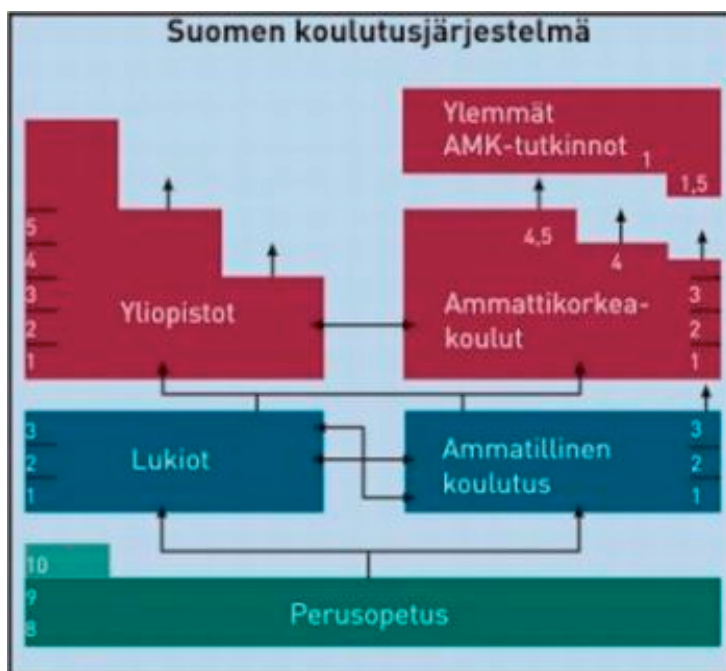 Suomen koulutusjärjestelmä
Ylemmät
AMK-tutkinnot
1
1,5
5
4
3
2
1
Yliopistot
4,5
4
Ammattikorkea-
koulut
3
2
1
3
2
1
Lukiot
Ammatillinen
koulutus
3
2
1
10
9
8
Perusopetus